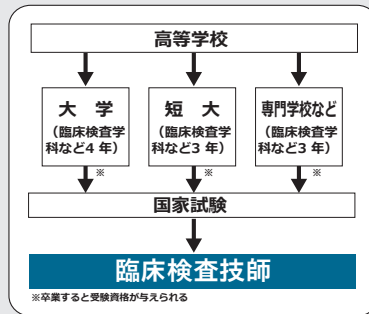 高等学校
大　学
（臨床検査学
科など4 年）
短　大
（臨床検査学
科など3 年）
専門学校など
（臨床検査学
科など3 年）
※
※
※
国家試験
臨床検査技師
※卒業すると受験資格が与えられる